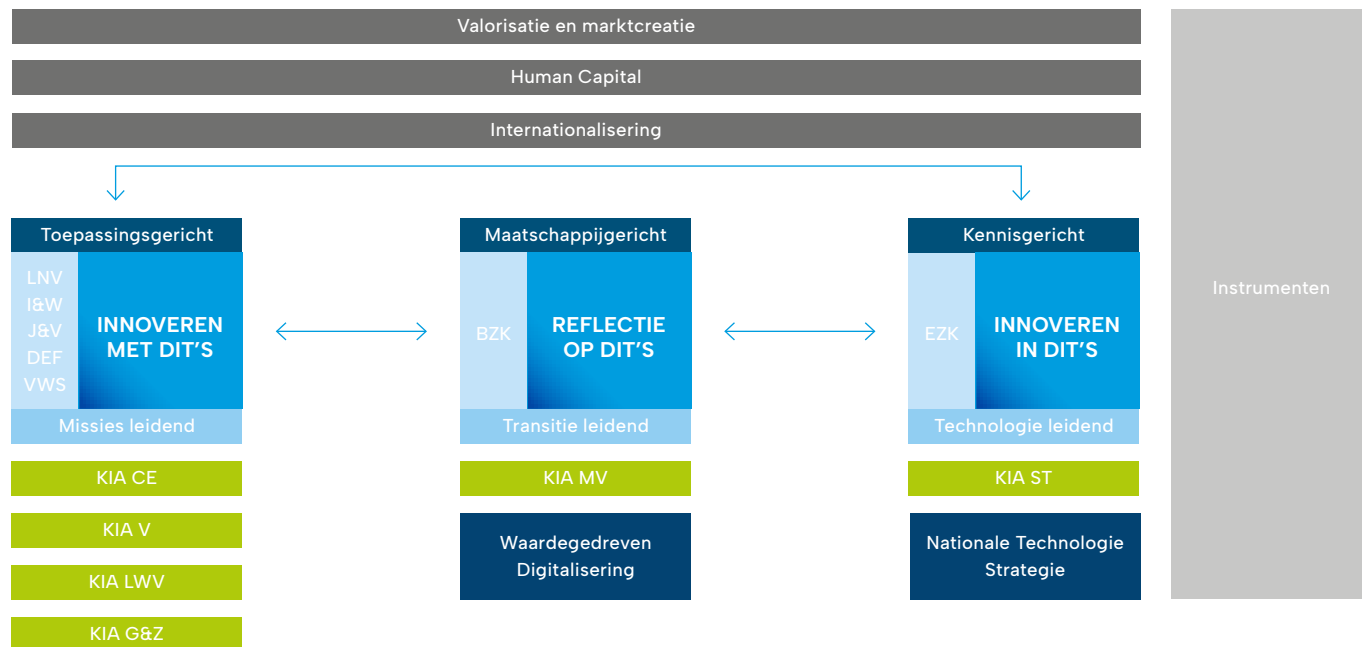 Valorisatie en marktcreatie
Human Capital
Internationalisering
Instrumenten
Toepassingsgericht
LNV
I&W
J&V
DEF
VWS
INNOVEREN
MET DIT'S
Missies leidend
KIA CE
KIA V
KIA LWV
KIA G&Z
Maatschappijgericht
BZK
REFLECTIE
OP DIT'S
Transitie leidend
KIA MV
Waardegedreven
Digitalisering
Kennisgericht
EZK
INNOVEREN
IN DIT'S
Technologie leidend
KIA ST
Nationale Technologie
Strategie